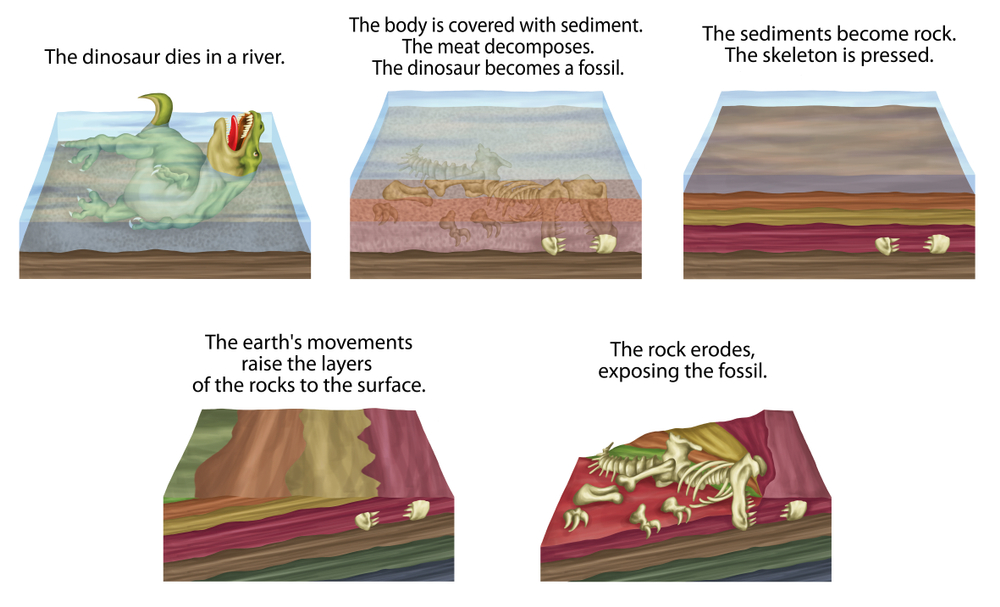 The dinosaur dies in a river.
The body is covered with sediment.
The meat decomposes.
The dinosaur becomes a fossil.
The sediments become rock.
The skeleton is pressed.
The earth's movements
raise the layers
of the rocks to the surface.
The rock erodes,
exposing the fossil.